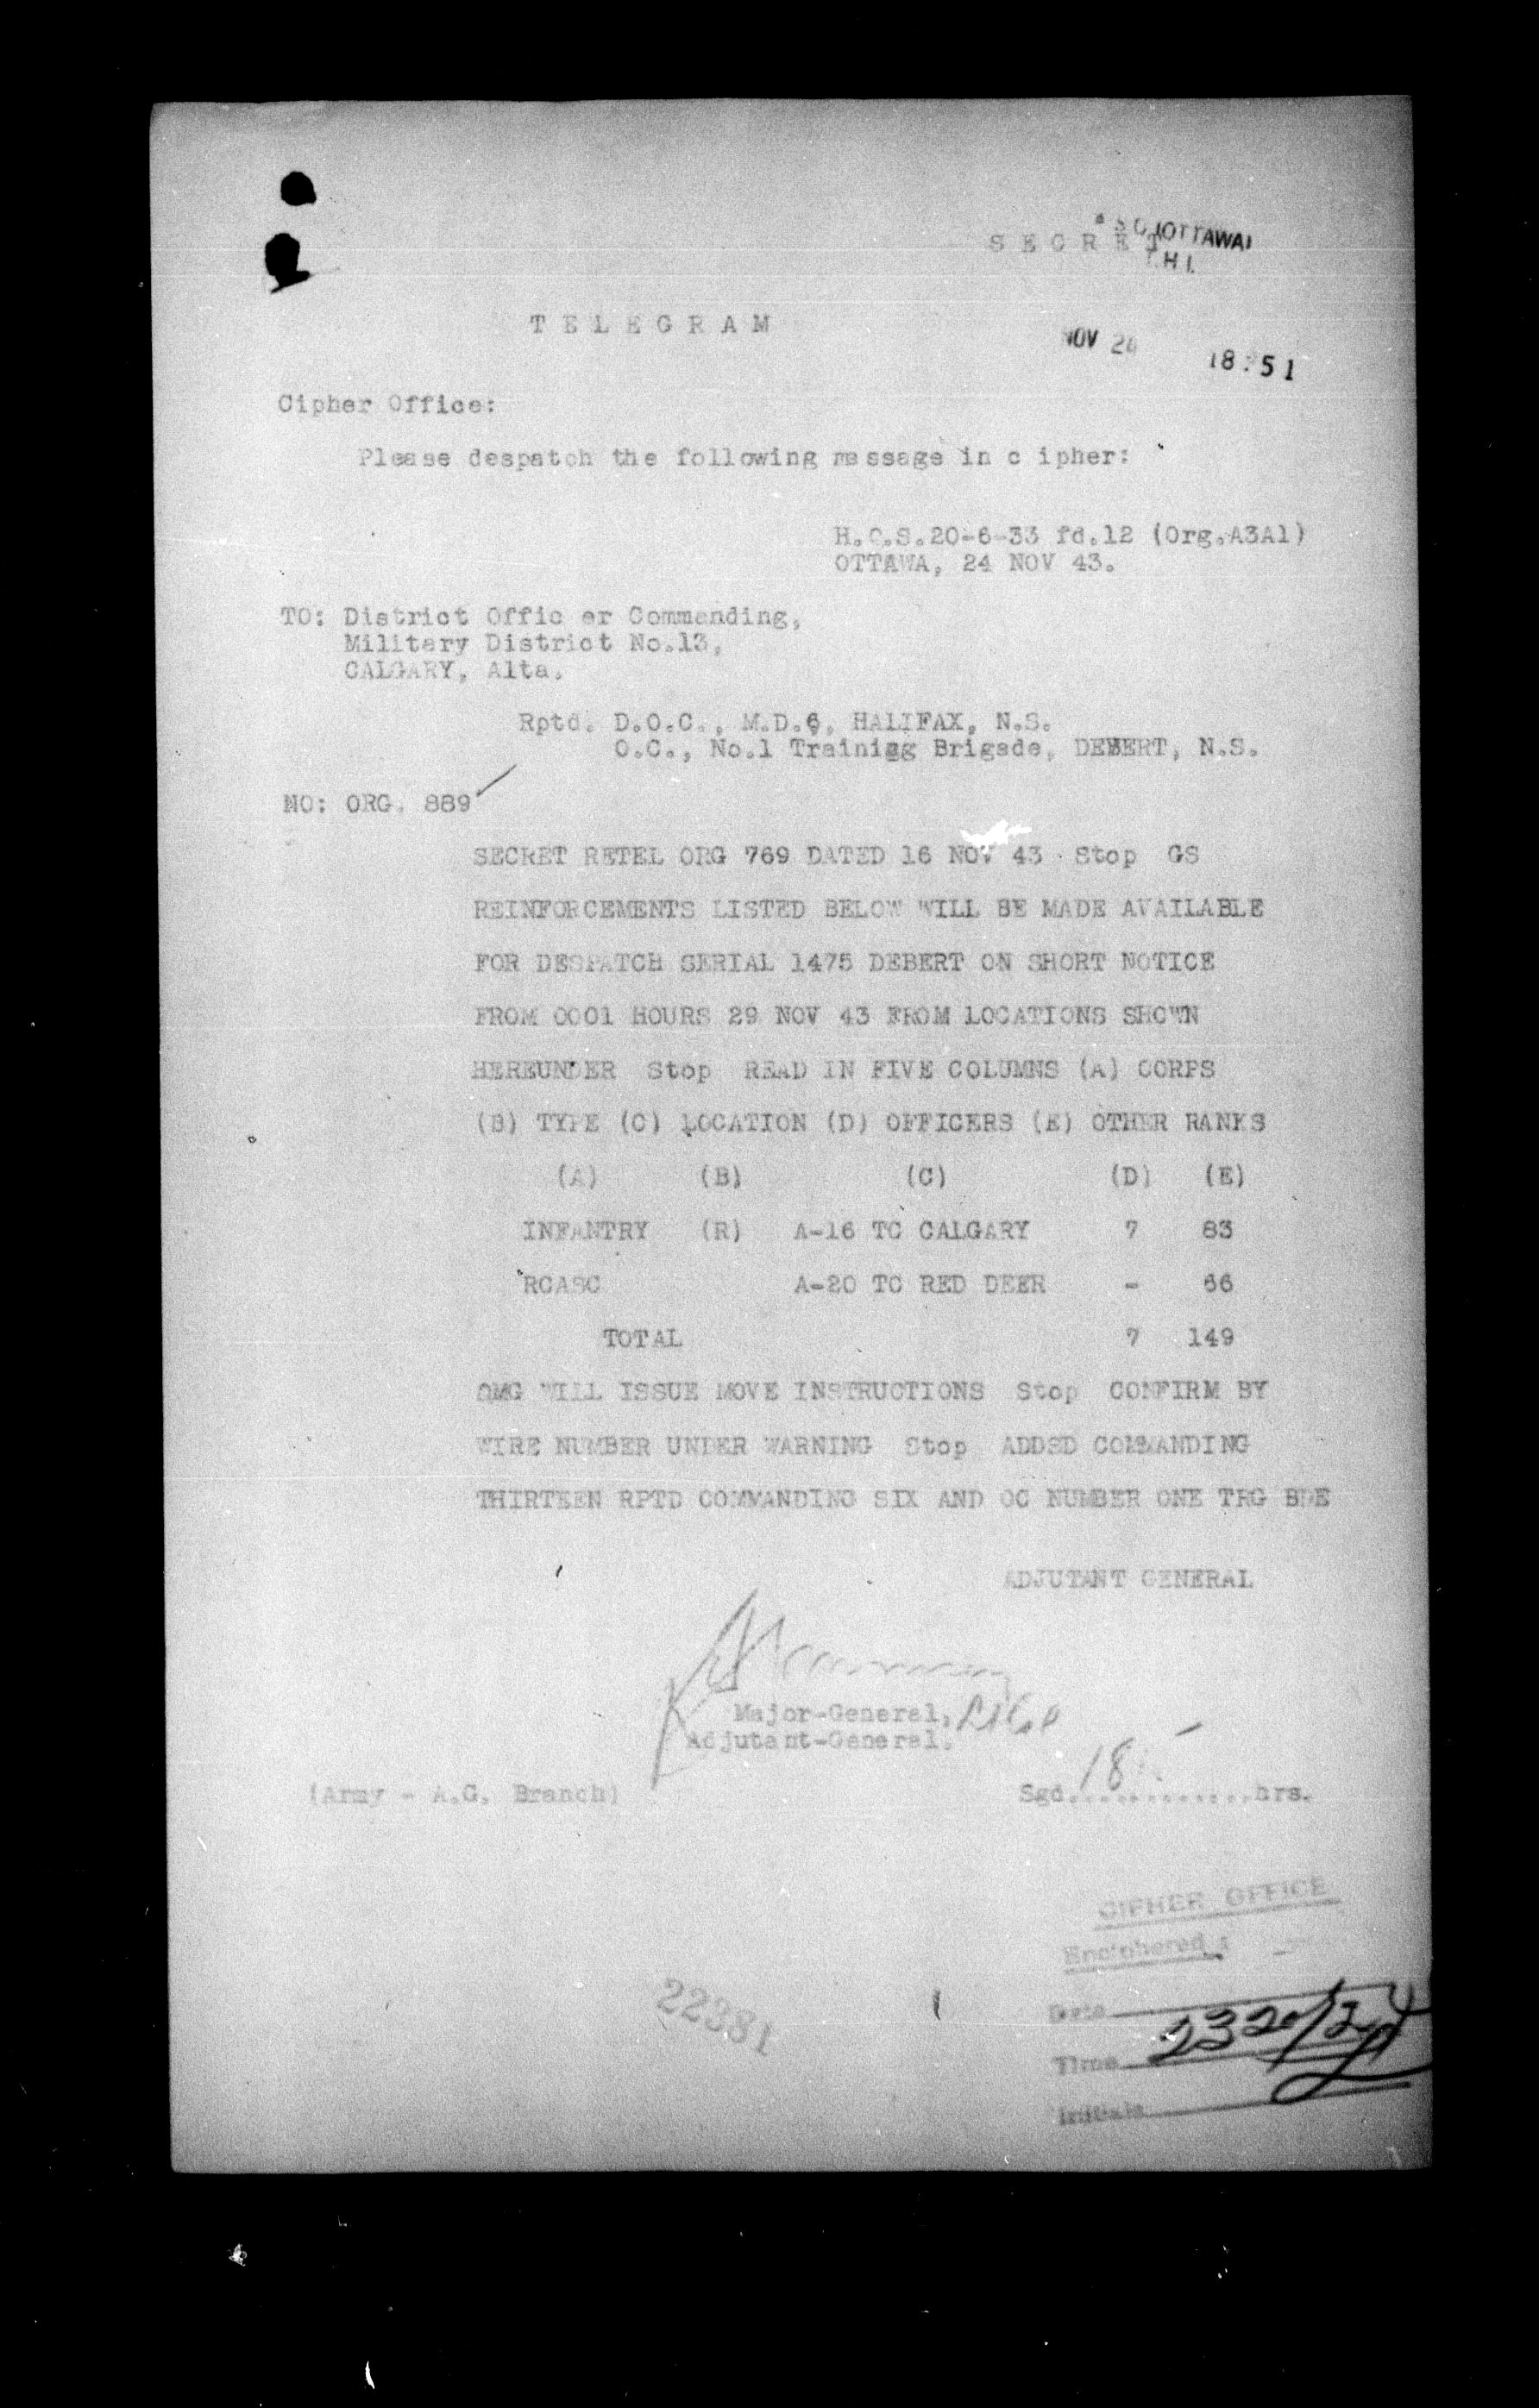 S E C R E T
(OTTAWA)
T E L E G R A M
NOV 24 18:51
Cipher Office:
Please despatch the following message in c ipher:
H.Q.S.20-6-33 fd.12 (Org.A3A1)
OTTAWA, 24 NOV 43.
TO: District Offic er Commanding,
Military District No.13,
CALGARY, Alta.
Rptd. D.O.C., M.D.6, HALIFAX, N.S.
O.C., No.1 Training Brigade, DEBERT, N.S.
NO: ORG. 889
SECRET RETEL ORG 769 DATED 16 NOV 43 Stop GS
REINFORCEMENTS LISTED BELOW WILL BE MADE AVAILABLE
FOR DESPATCH SERIAL 1475 DEBERT ON SHORT NOTICE
FROM 0001 HOURS 29 NOV 43 FROM LOCATIONS SHOWN
HEREUNDER Stop READ IN FIVE COLUMNS (A) CORPS
(B) TYPE (C) LOCATION (D) OFFICERS (E) OTHER RANKS
(A) (B) (C) (D) (E)
INFANTRY (R) A-16 TC CALGARY 7 83
RCASC A-20 TC RED DEER - 66
TOTAL 7 149
QMG WILL ISSUE MOVE INSTRUCTIONS Stop CONFIRM BY
WIRE NUMBER UNDER WARNING Stop ADDSD COMMANDING
THIRTEEN RPTD COMMANDING SIX AND OC NUMBER ONE TRG BDE
ADJUTANT GENERAL
Major-General,
Adjutant-General.
(Army - A.G. Branch)
Sgd.............hrs.
CIPHER OFFICE
Enciphered :
Date
2320/24
Time
Initials
22381